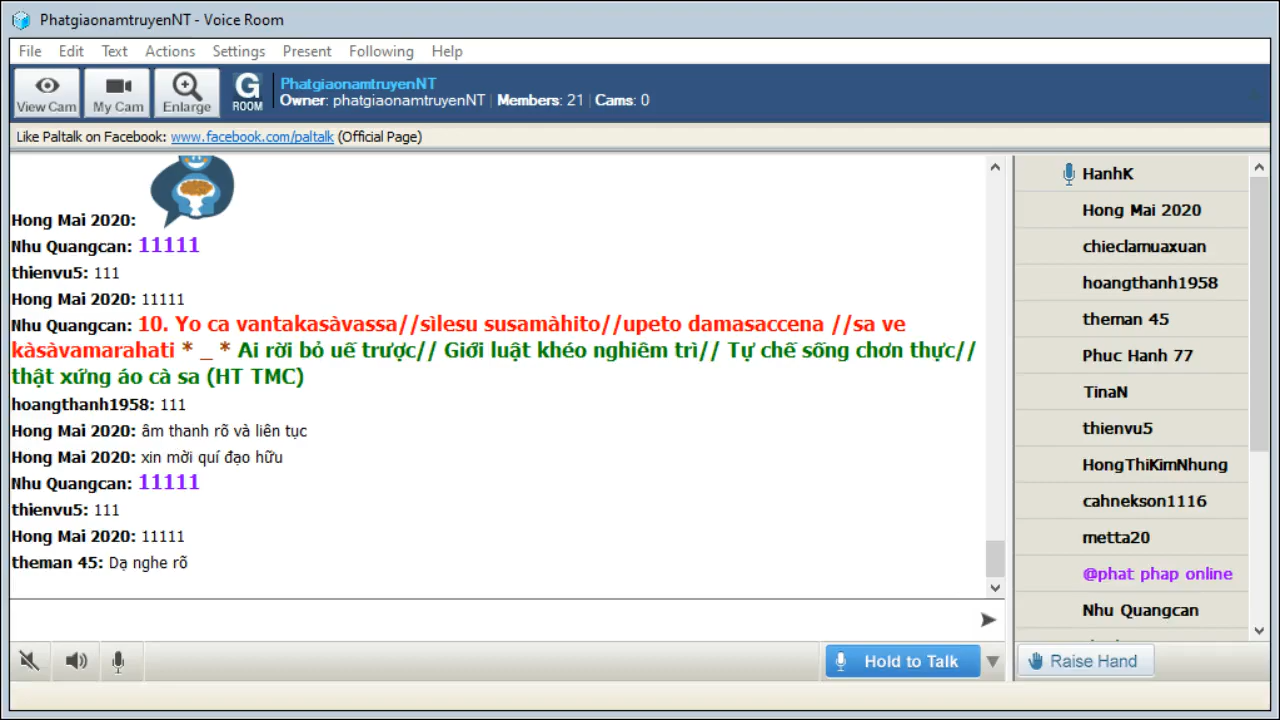 PhatgiaonamtruyenNT - Voice Room
File Edit Text Actions Settings Present Following Help
View Cam My Cam Enlarge G ROOM
PhatgiaonamtruyenNT
Owner: phatgiaonamtruyenNT | Members: 21 | Cams: 0
Like Paltalk on Facebook: www.facebook.com/paltalk (Official Page)
Hong Mai 2020:
Nhu Quangcan: 11111
thienvu5: 111
Hong Mai 2020: 11111
Nhu Quangcan: 10. Yo ca vantakasàvassa//sìlesu susamàhito//upeto damasaccena //sa ve
kàsàvamarahati * _ * Ai rời bỏ uế trược// Giới luật khéo nghiêm trì// Tự chế sống chơn thực//
thật xứng áo cà sa (HT TMC)
hoangthanh1958: 111
Hong Mai 2020: âm thanh rõ và liên tục
Hong Mai 2020: xin mời quí đạo hữu
Nhu Quangcan: 11111
thienvu5: 111
Hong Mai 2020: 11111
theman 45: Dạ nghe rõ
Hold to Talk
HanhK
Hong Mai 2020
chieclamuaxuan
hoangthanh1958
theman 45
Phuc Hanh 77
TinaN
thienvu5
HongThiKimNhung
cahnekson1116
metta20
@phat phap online
Nhu Quangcan
Raise Hand